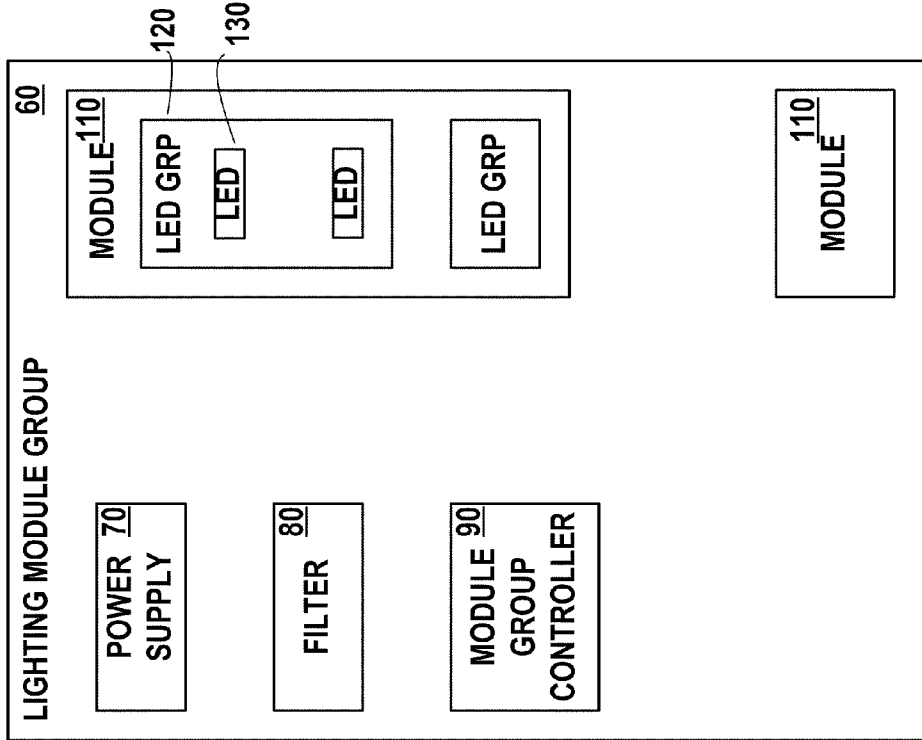 LIGHTING MODULE GROUP 60
POWER 70
SUPPLY
FILTER 80
MODULE 90
GROUP
CONTROLLER
MODULE 110
LED GRP
LED
LED
LED GRP
120
130
MODULE 110